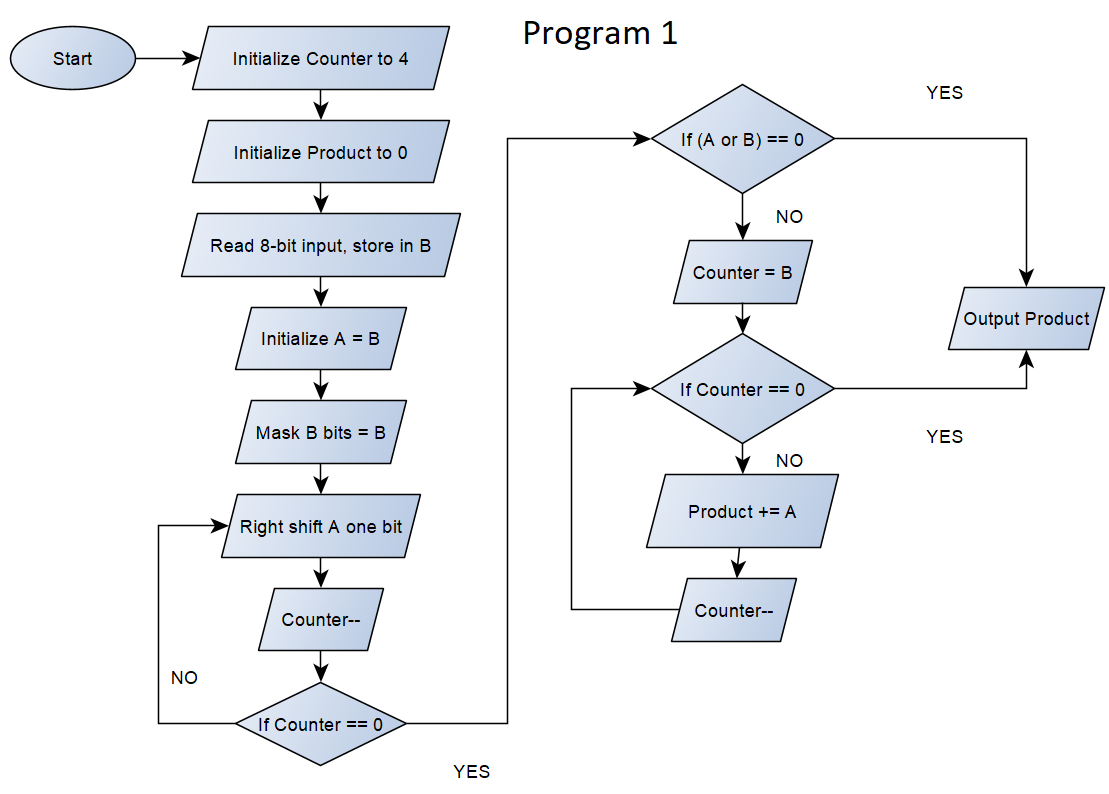 Program 1
Start
Initialize Counter to 4
Initialize Product to 0
Read 8-bit input, store in B
Initialize A = B
Mask B bits = B
Right shift A one bit
Counter--
If Counter == 0
NO
YES
If (A or B) == 0
YES
NO
Counter = B
If Counter == 0
YES
NO
Product += A
Counter--
Output Product